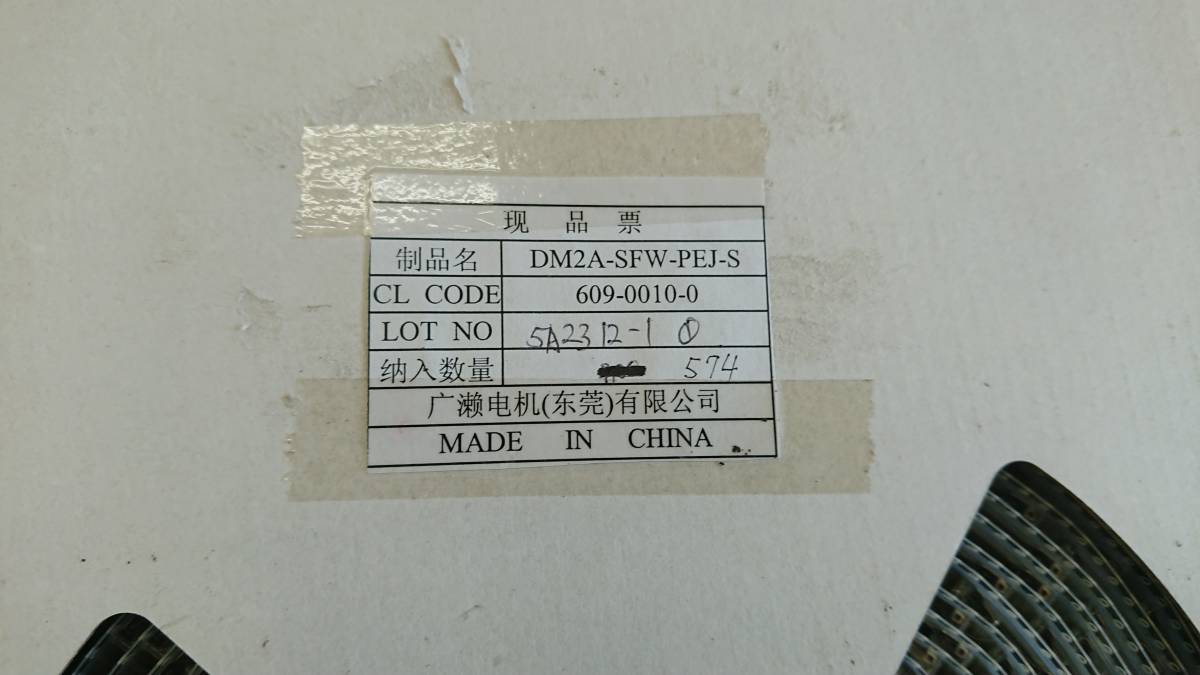 现品票
制品名 DM2A-SFW-PEJ-S
CL CODE 609-0010-0
LOT NO 5A2312-1 ①
纳入数量 574
广濑电机(东莞)有限公司
MADE IN CHINA